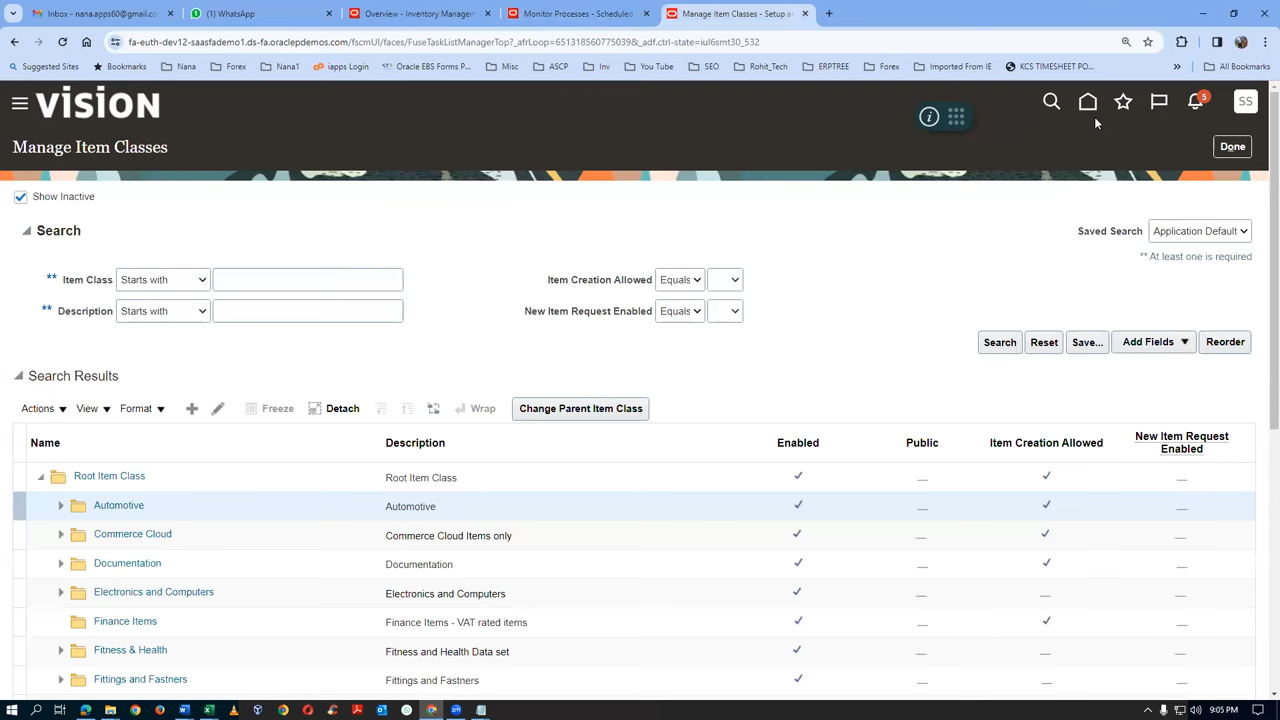 nana.apps60@gmail.co
(1) WhatsApp
Overview - Inventory Managem
Monitor Processes - Scheduled
Manage Item Classes - Setup a
fa-euth-dev12-saasfademo1.ds-fa.oraclepdemos.com/fscmUI/faces/FuseTaskListManagerTop?_afrLoop=651318560775039&_adf.ctrl-state=iul6smt30_532
Suggested Sites Bookmarks Nana Forex Nana1 iapps Login Oracle EBS Forms P... Misc ASCP Inv You Tube SEO Rohit_Tech ERPTREE Forex Imported From IE KCS TIMESHEET PO... » All Bookmarks
VISION
5
SS
Manage Item Classes
Done
Show Inactive
Search
Saved Search Application Default
** At least one is required
** Item Class Starts with
Item Creation Allowed Equals
** Description Starts with
New Item Request Enabled Equals
Search Reset Save... Add Fields Reorder
Search Results
Actions View Format Freeze Detach Wrap Change Parent Item Class
Name Description Enabled Public Item Creation Allowed New Item Request
Enabled
Root Item Class Root Item Class
Automotive Automotive
Commerce Cloud Commerce Cloud Items only
Documentation Documentation
Electronics and Computers Electronics and Computers
Finance Items Finance Items - VAT rated items
Fitness & Health Fitness and Health Data set
Fittings and Fastners Fittings and Fastners
9:05 PM